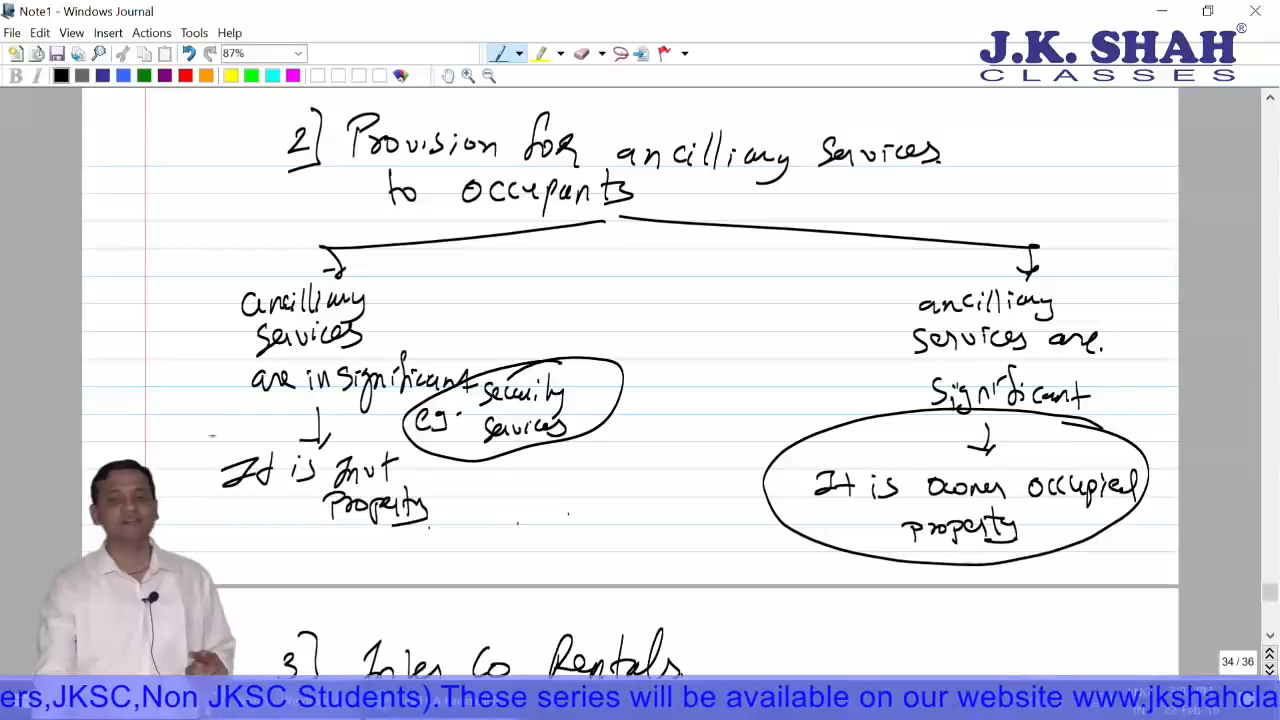 Note1 - Windows Journal
File Edit View Insert Actions Tools Help
87%
J.K. SHAH®
CLASSES
2] Provision for ancilliary services
to occupants
ancilliary
services
are insignificant
eg. security
services
It is Invt
Property
ancilliary
services are
significant
It is owner occupied
property
3] Inter Co Rentals
34 / 36
ers,JKSC,Non JKSC Students).These series will be available on our website www.jkshahcla